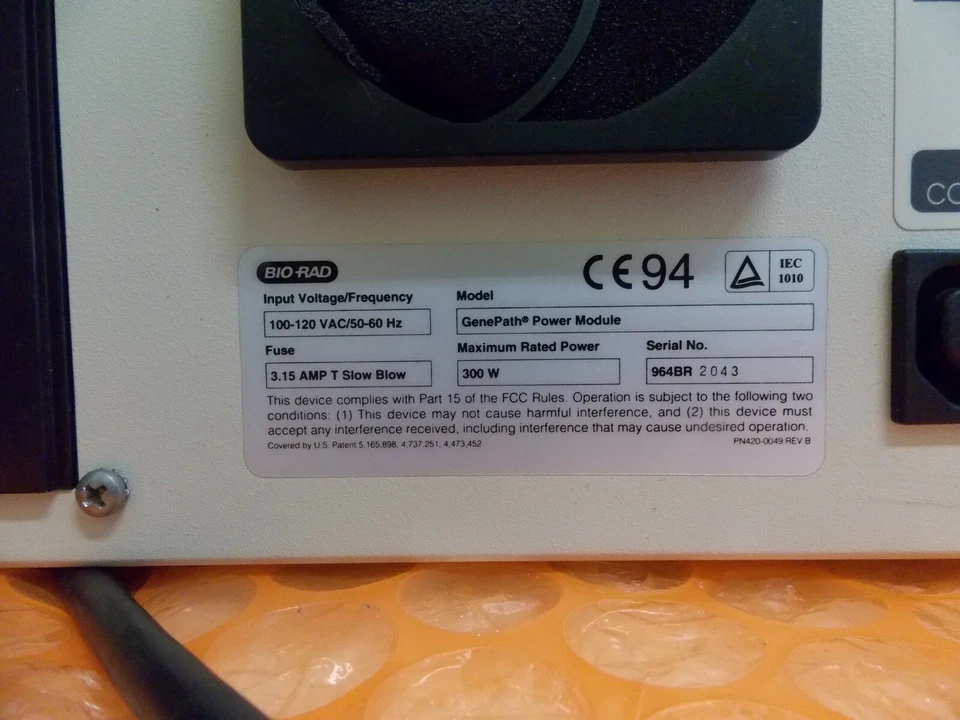 CO
BIO-RAD
CE94
IEC
1010
Input Voltage/Frequency
100-120 VAC/50-60 Hz
Model
GenePath® Power Module
Fuse
3.15 AMP T Slow Blow
Maximum Rated Power
300 W
Serial No.
964BR 2043
This device complies with Part 15 of the FCC Rules. Operation is subject to the following two
conditions: (1) This device may not cause harmful interference, and (2) this device must
accept any interference received, including interference that may cause undesired operation.
Covered by U.S. Patent 5,165,898, 4,737,251, 4,473,452
PN420-0049 REV B